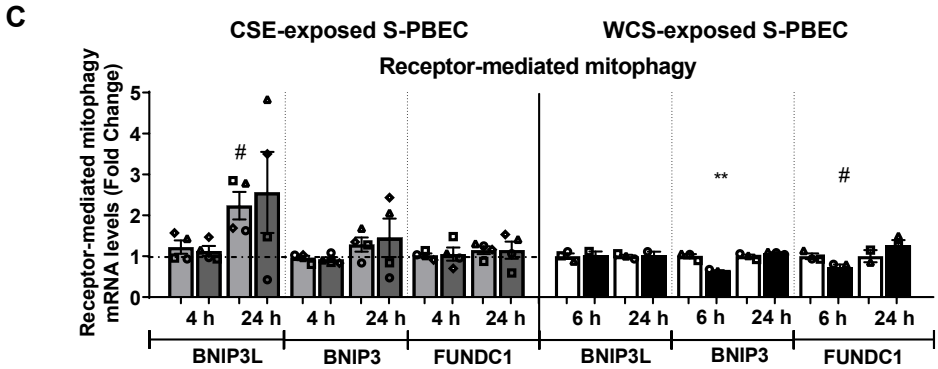 C
CSE-exposed S-PBEC
WCS-exposed S-PBEC
Receptor-mediated mitophagy
Receptor-mediated mitophagy
mRNA levels (Fold Change)
5
4
3
2
1
0
#
**
#
4 h 24 h 4 h 24 h 4 h 24 h 6 h 24 h 6 h 24 h 6 h 24 h
BNIP3L BNIP3 FUNDC1 BNIP3L BNIP3 FUNDC1